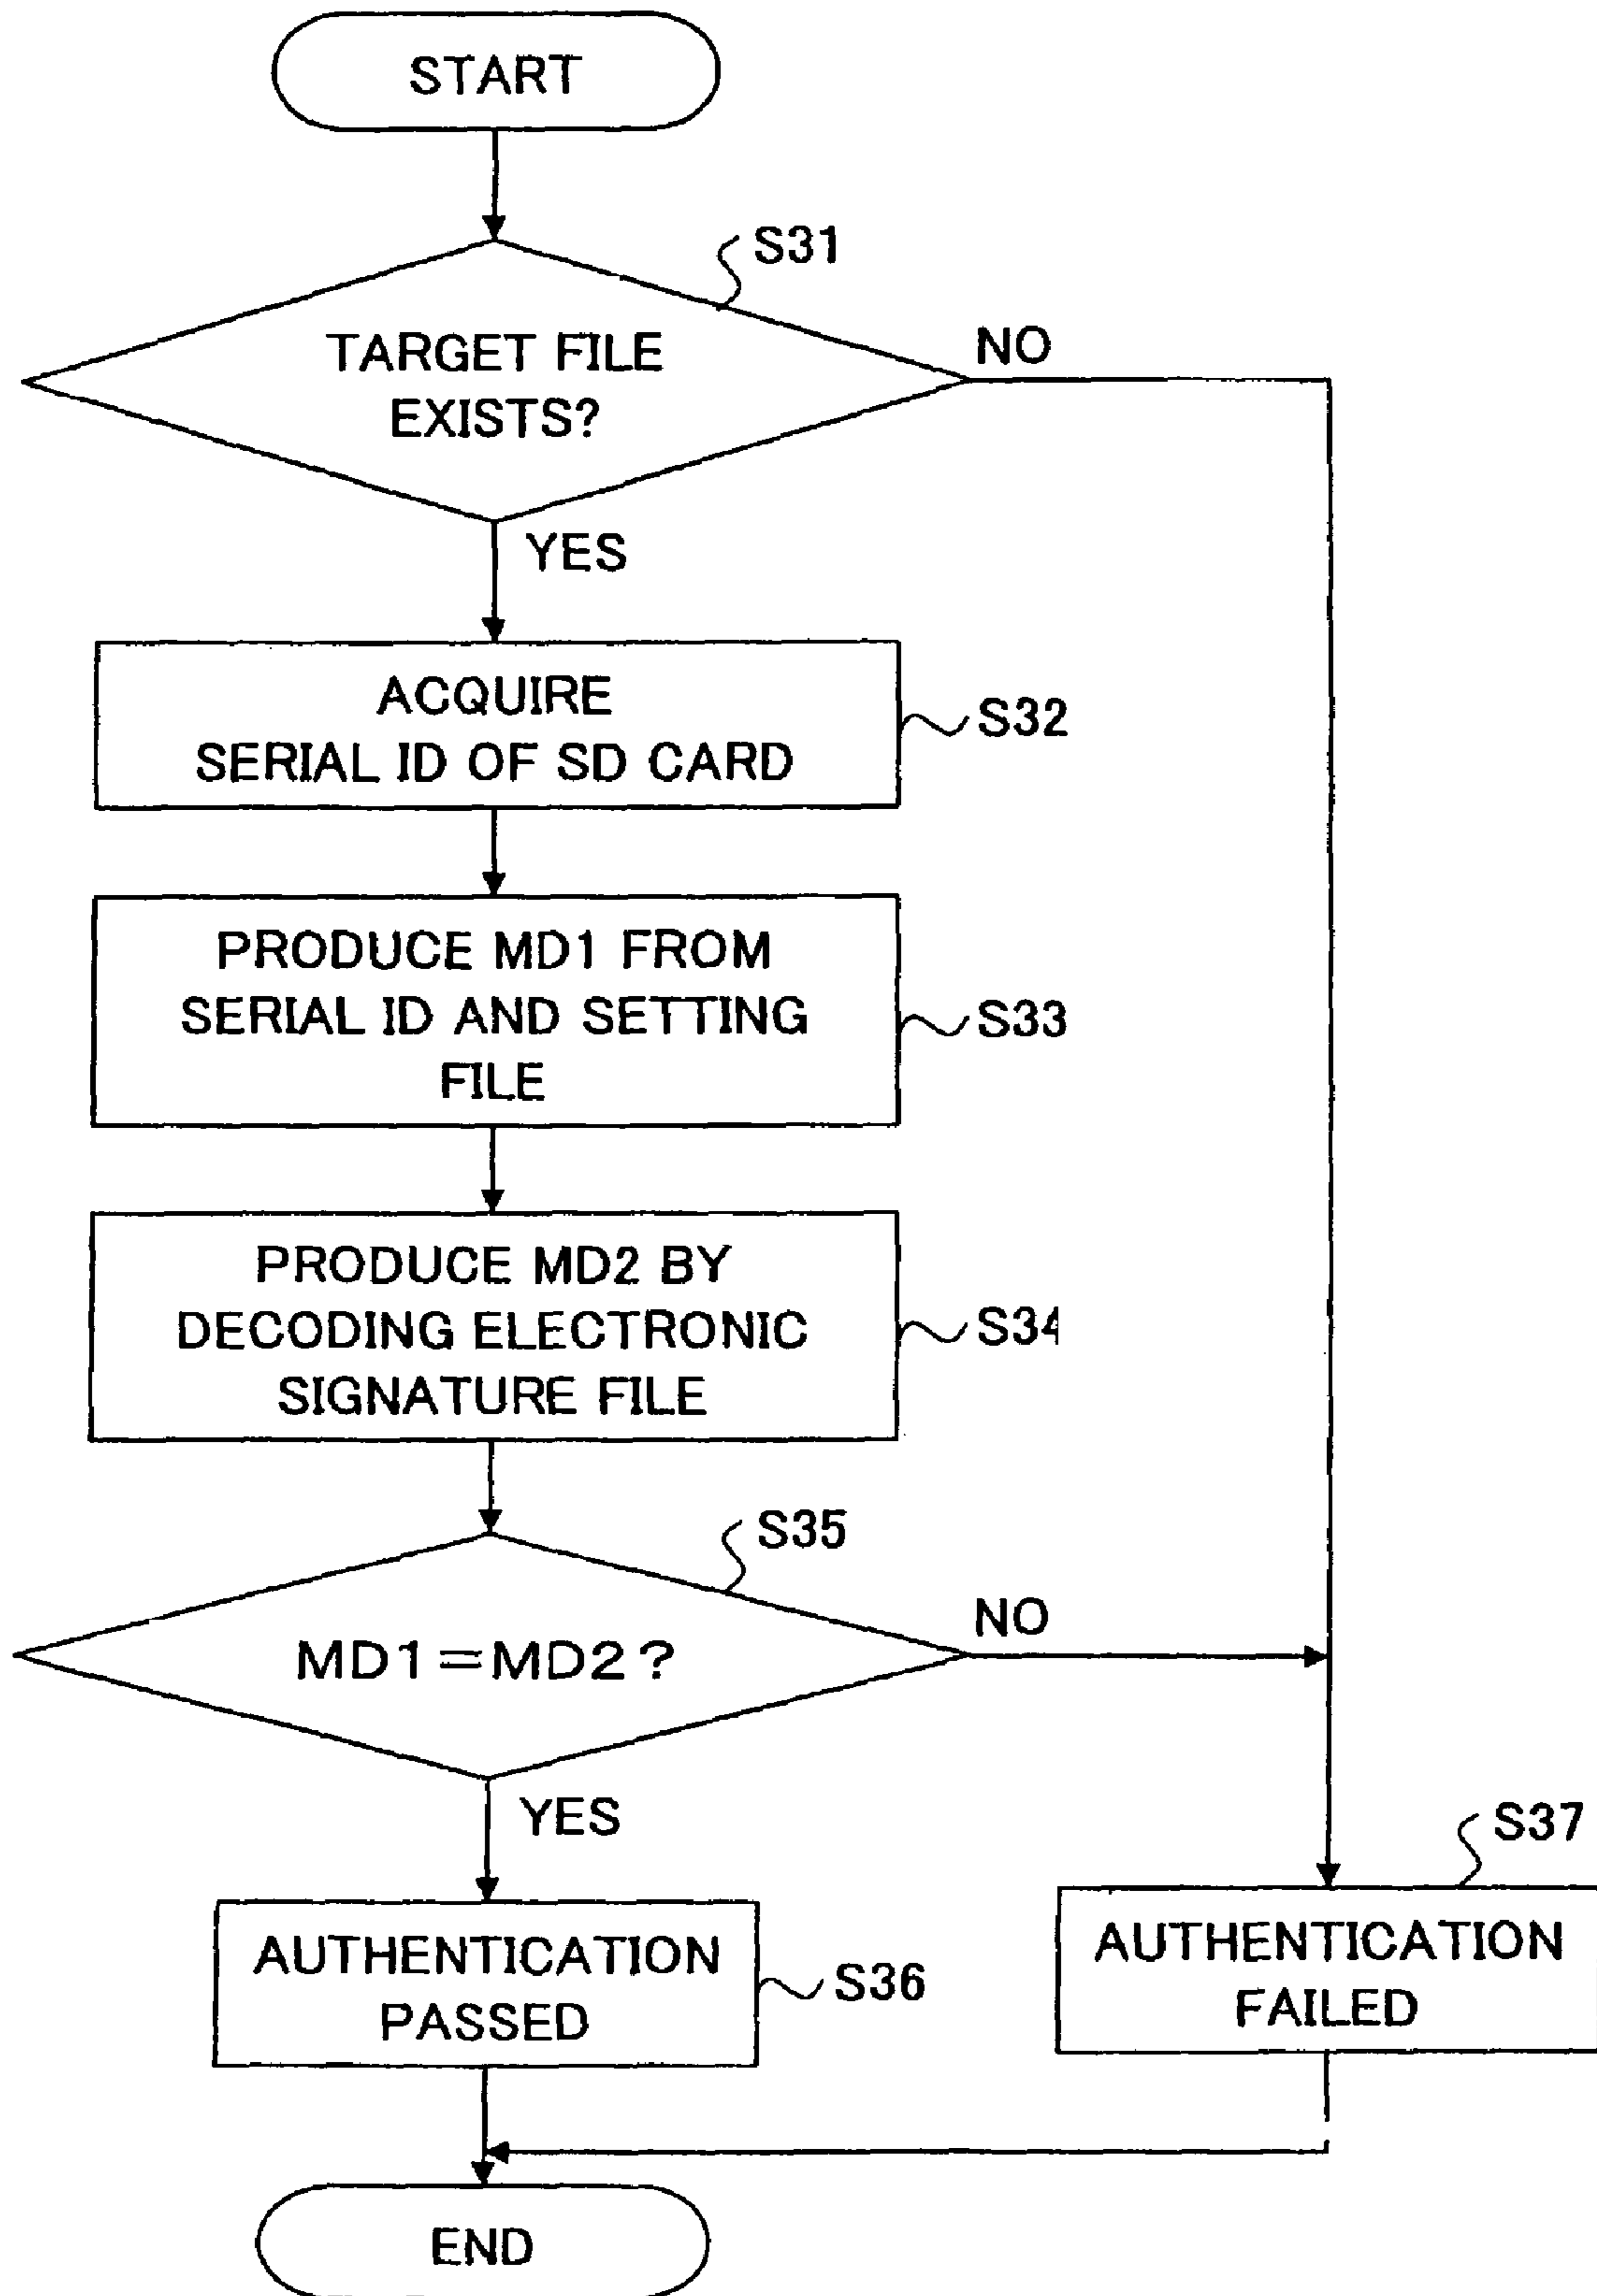 START
S31
TARGET FILE
EXISTS?
NO
YES
ACQUIRE
SERIAL ID OF SD CARD
S32
PRODUCE MD1 FROM
SERIAL ID AND SETTING
FILE
S33
PRODUCE MD2 BY
DECODING ELECTRONIC
SIGNATURE FILE
S34
S35
MD1=MD2?
NO
YES
S37
AUTHENTICATION
PASSED
S36
AUTHENTICATION
FAILED
END